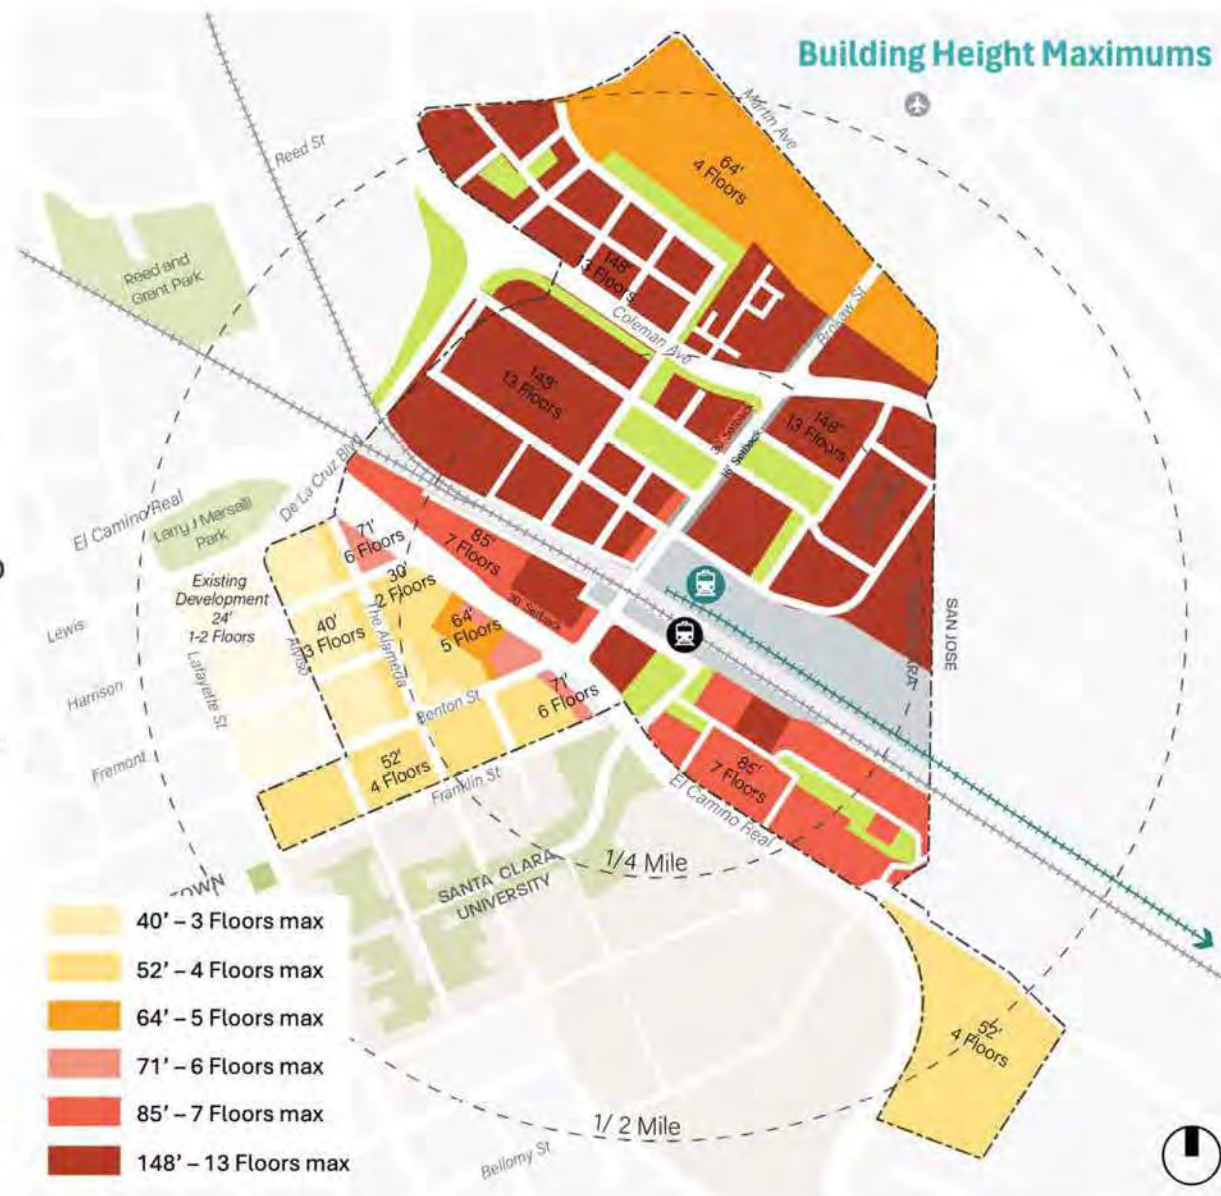 Building Height Maximums
Martin Ave
Reed St
64'
4 Floors
Reed and
Grant Park
148'
13 Floors
Brokaw St
Coleman Ave
148'
13 Floors
148'
13 Floors
30' Setback
De La Cruz Blvd
El Camino Real
Larry J Marsalli
Park
71'
6 Floors
85'
7 Floors
Existing
Development
24'
1-2 Floors
30'
2 Floors
40'
3 Floors
64'
5 Floors
The Alameda
Alviso
Lafayette St
Lewis
Harrison
Fremont
SAN JOSE
Benton St
71'
6 Floors
52'
4 Floors
Franklin St
85'
7 Floors
El Camino Real
1/4 Mile
SANTA CLARA
UNIVERSITY
40' – 3 Floors max
52' – 4 Floors max
64' – 5 Floors max
71' – 6 Floors max
85' – 7 Floors max
148' – 13 Floors max
52'
4 Floors
1/ 2 Mile
Bellomy St